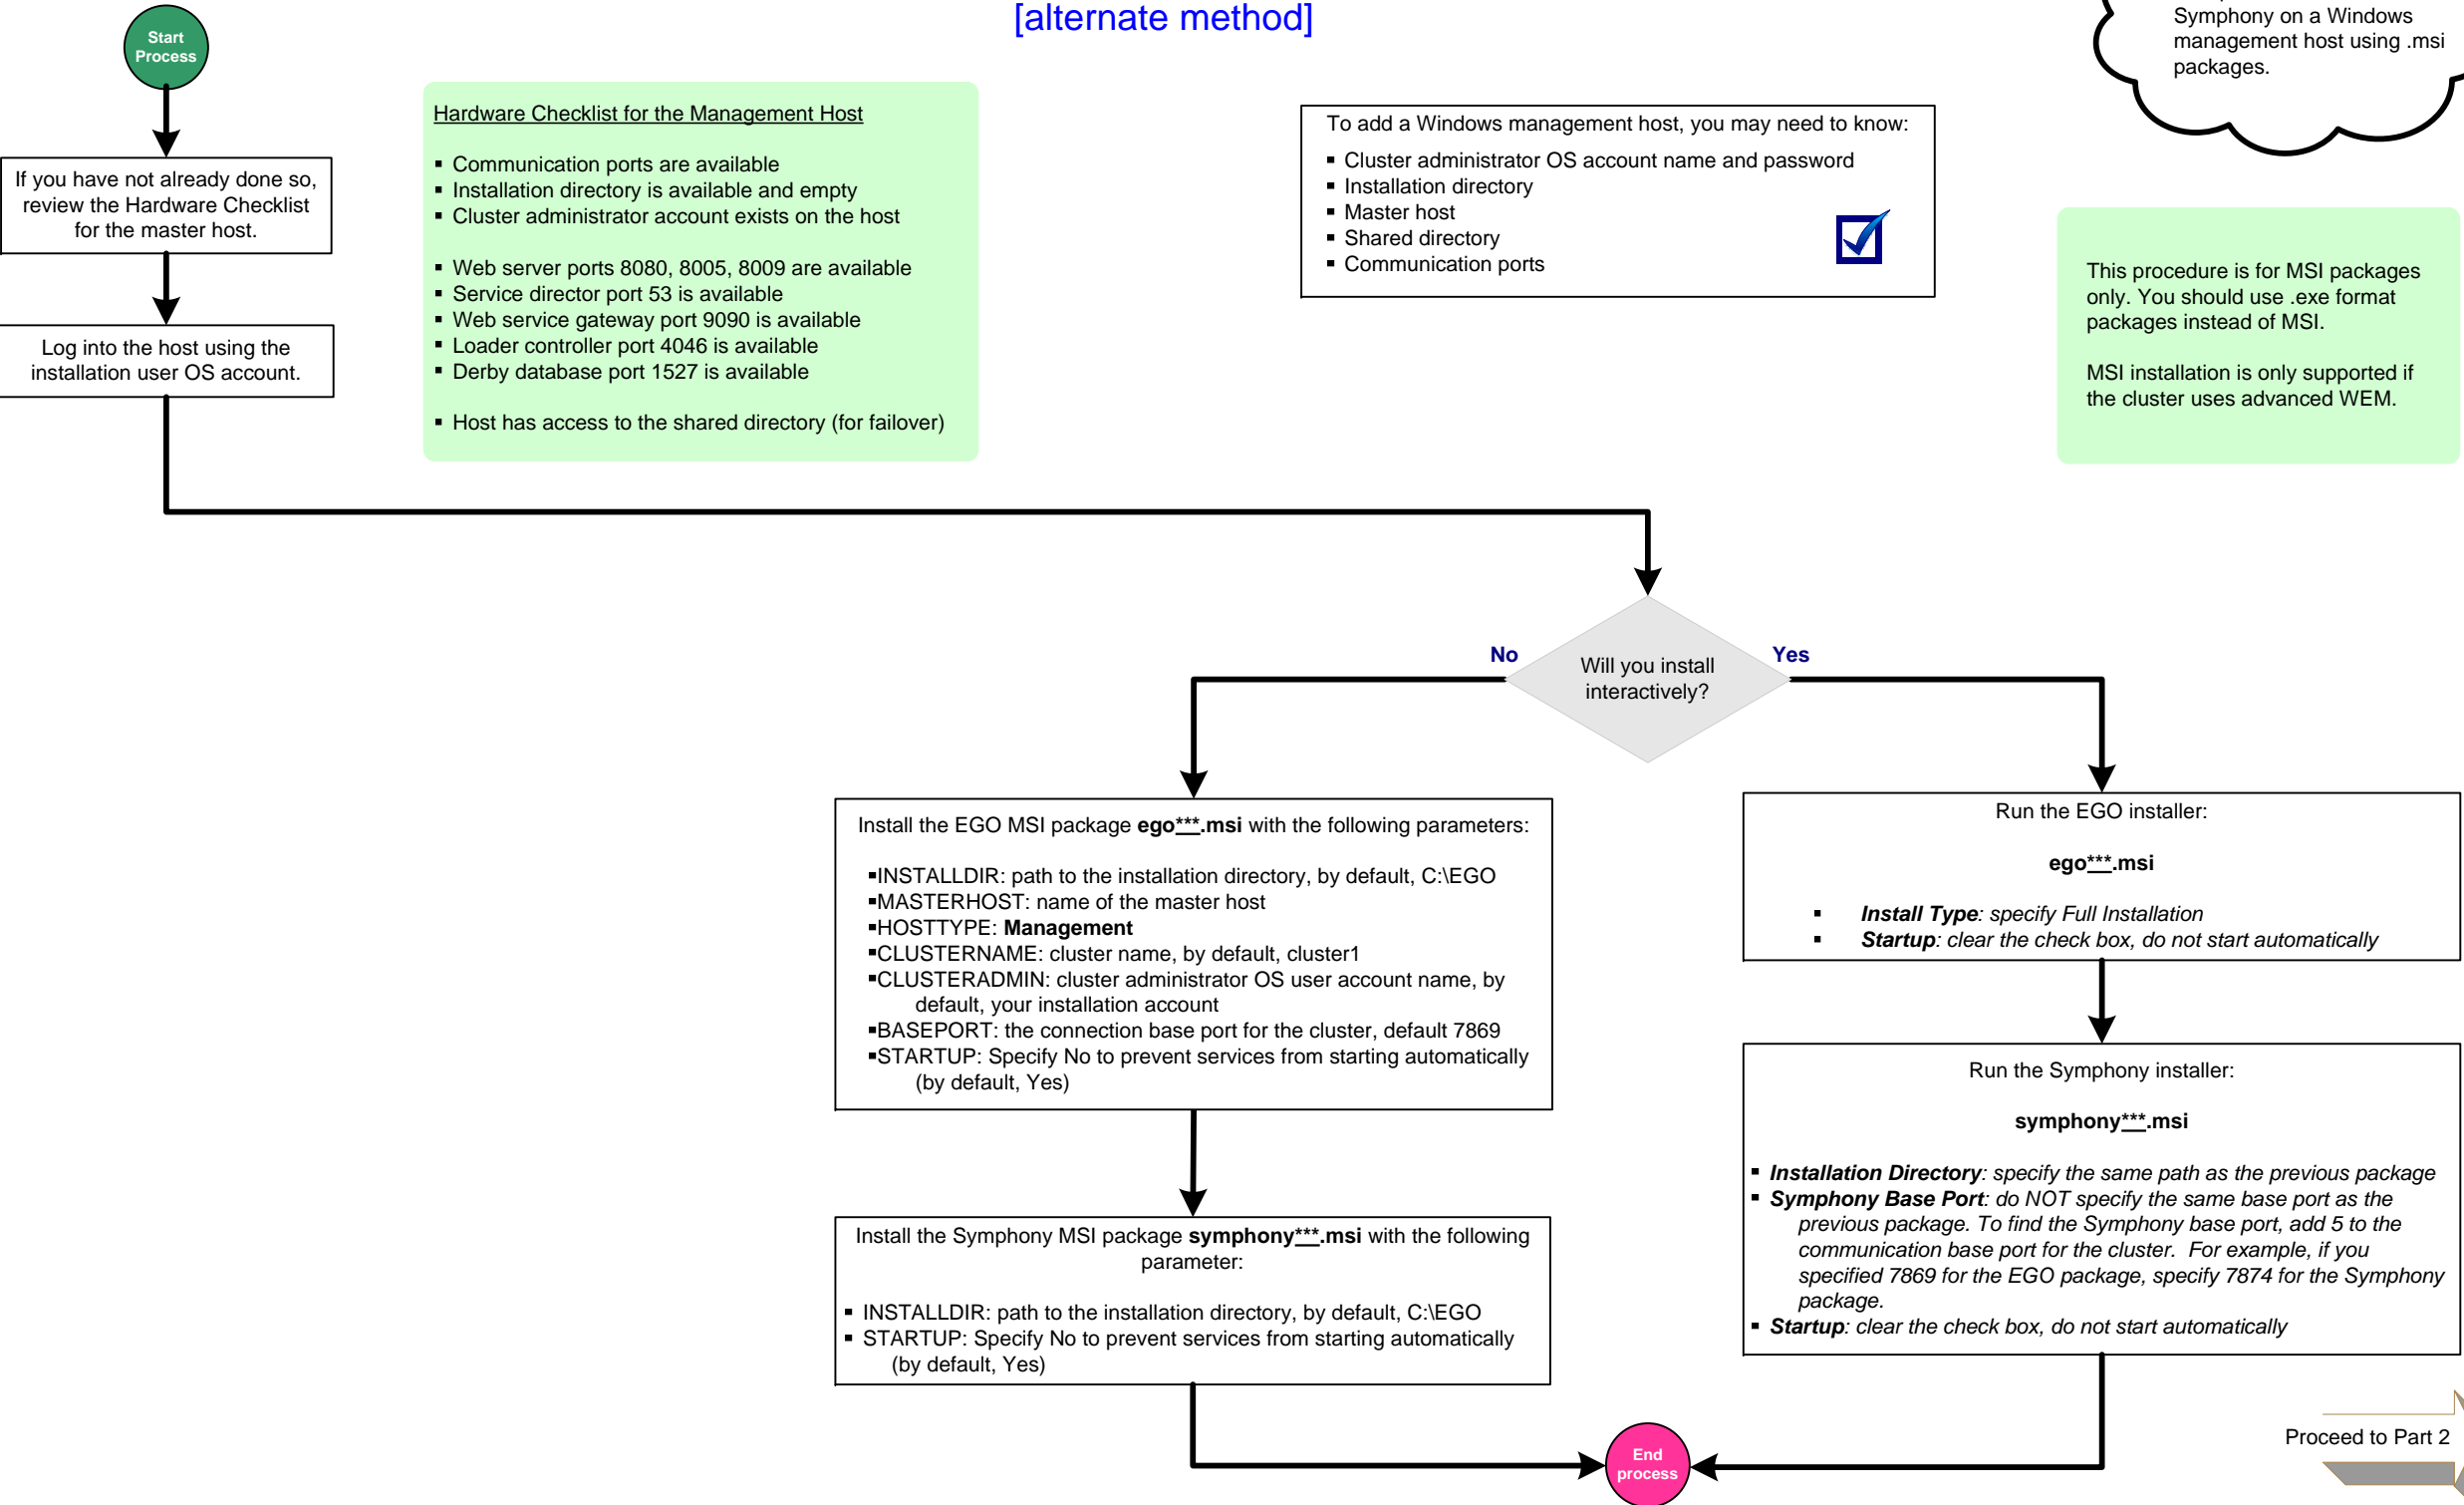 [alternate method]
Symphony on a Windows
management host using .msi
packages.
Start
Process
If you have not already done so,
review the Hardware Checklist
for the master host.
Log into the host using the
installation user OS account.
Hardware Checklist for the Management Host
▪ Communication ports are available
▪ Installation directory is available and empty
▪ Cluster administrator account exists on the host
▪ Web server ports 8080, 8005, 8009 are available
▪ Service director port 53 is available
▪ Web service gateway port 9090 is available
▪ Loader controller port 4046 is available
▪ Derby database port 1527 is available
▪ Host has access to the shared directory (for failover)
To add a Windows management host, you may need to know:
▪ Cluster administrator OS account name and password
▪ Installation directory
▪ Master host
▪ Shared directory
▪ Communication ports
This procedure is for MSI packages
only. You should use .exe format
packages instead of MSI.
MSI installation is only supported if
the cluster uses advanced WEM.
No
Will you install
interactively?
Yes
Install the EGO MSI package ego***.msi with the following parameters:
▪INSTALLDIR: path to the installation directory, by default, C:\EGO
▪MASTERHOST: name of the master host
▪HOSTTYPE: Management
▪CLUSTERNAME: cluster name, by default, cluster1
▪CLUSTERADMIN: cluster administrator OS user account name, by
default, your installation account
▪BASEPORT: the connection base port for the cluster, default 7869
▪STARTUP: Specify No to prevent services from starting automatically
(by default, Yes)
Install the Symphony MSI package symphony***.msi with the following
parameter:
▪ INSTALLDIR: path to the installation directory, by default, C:\EGO
▪ STARTUP: Specify No to prevent services from starting automatically
(by default, Yes)
Run the EGO installer:
ego***.msi
▪ Install Type: specify Full Installation
▪ Startup: clear the check box, do not start automatically
Run the Symphony installer:
symphony***.msi
▪ Installation Directory: specify the same path as the previous package
▪ Symphony Base Port: do NOT specify the same base port as the
previous package. To find the Symphony base port, add 5 to the
communication base port for the cluster. For example, if you
specified 7869 for the EGO package, specify 7874 for the Symphony
package.
▪ Startup: clear the check box, do not start automatically
End
process
Proceed to Part 2